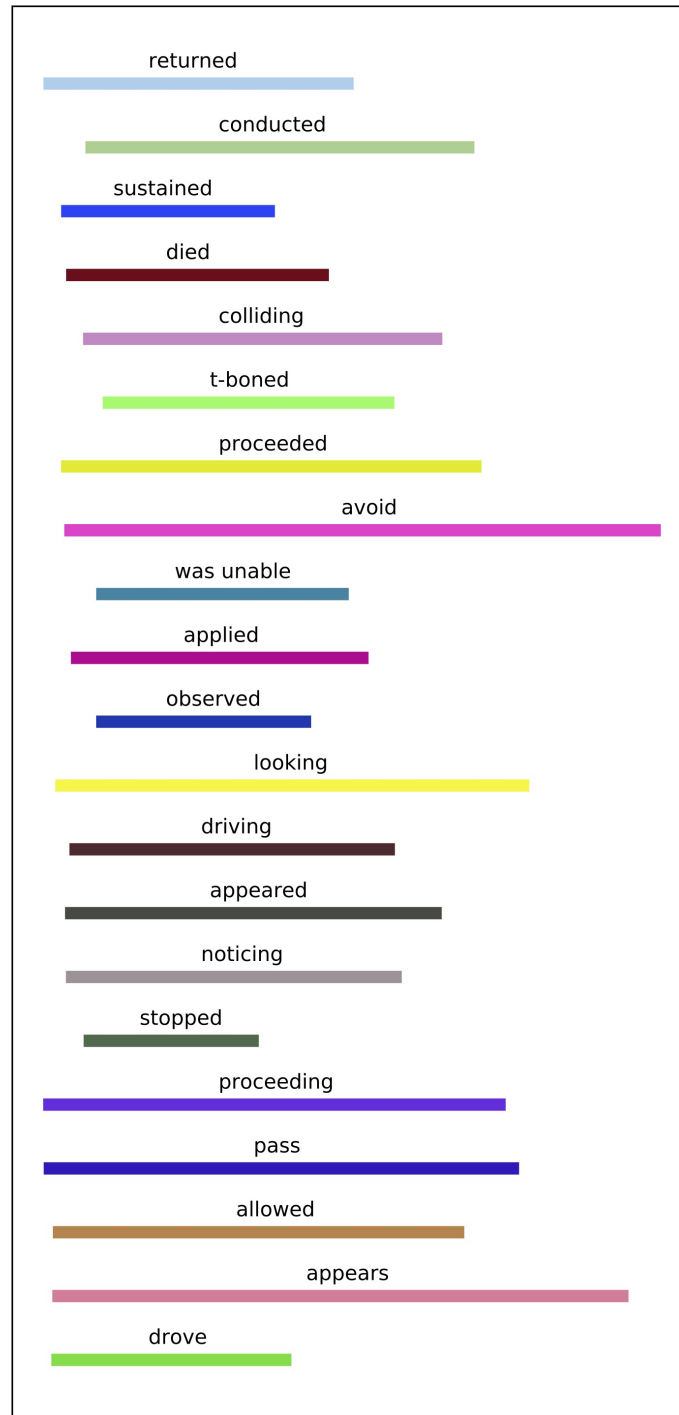 returned
conducted
sustained
died
colliding
t-boned
proceeded
avoid
was unable
applied
observed
looking
driving
appeared
noticing
stopped
proceeding
pass
allowed
appears
drove